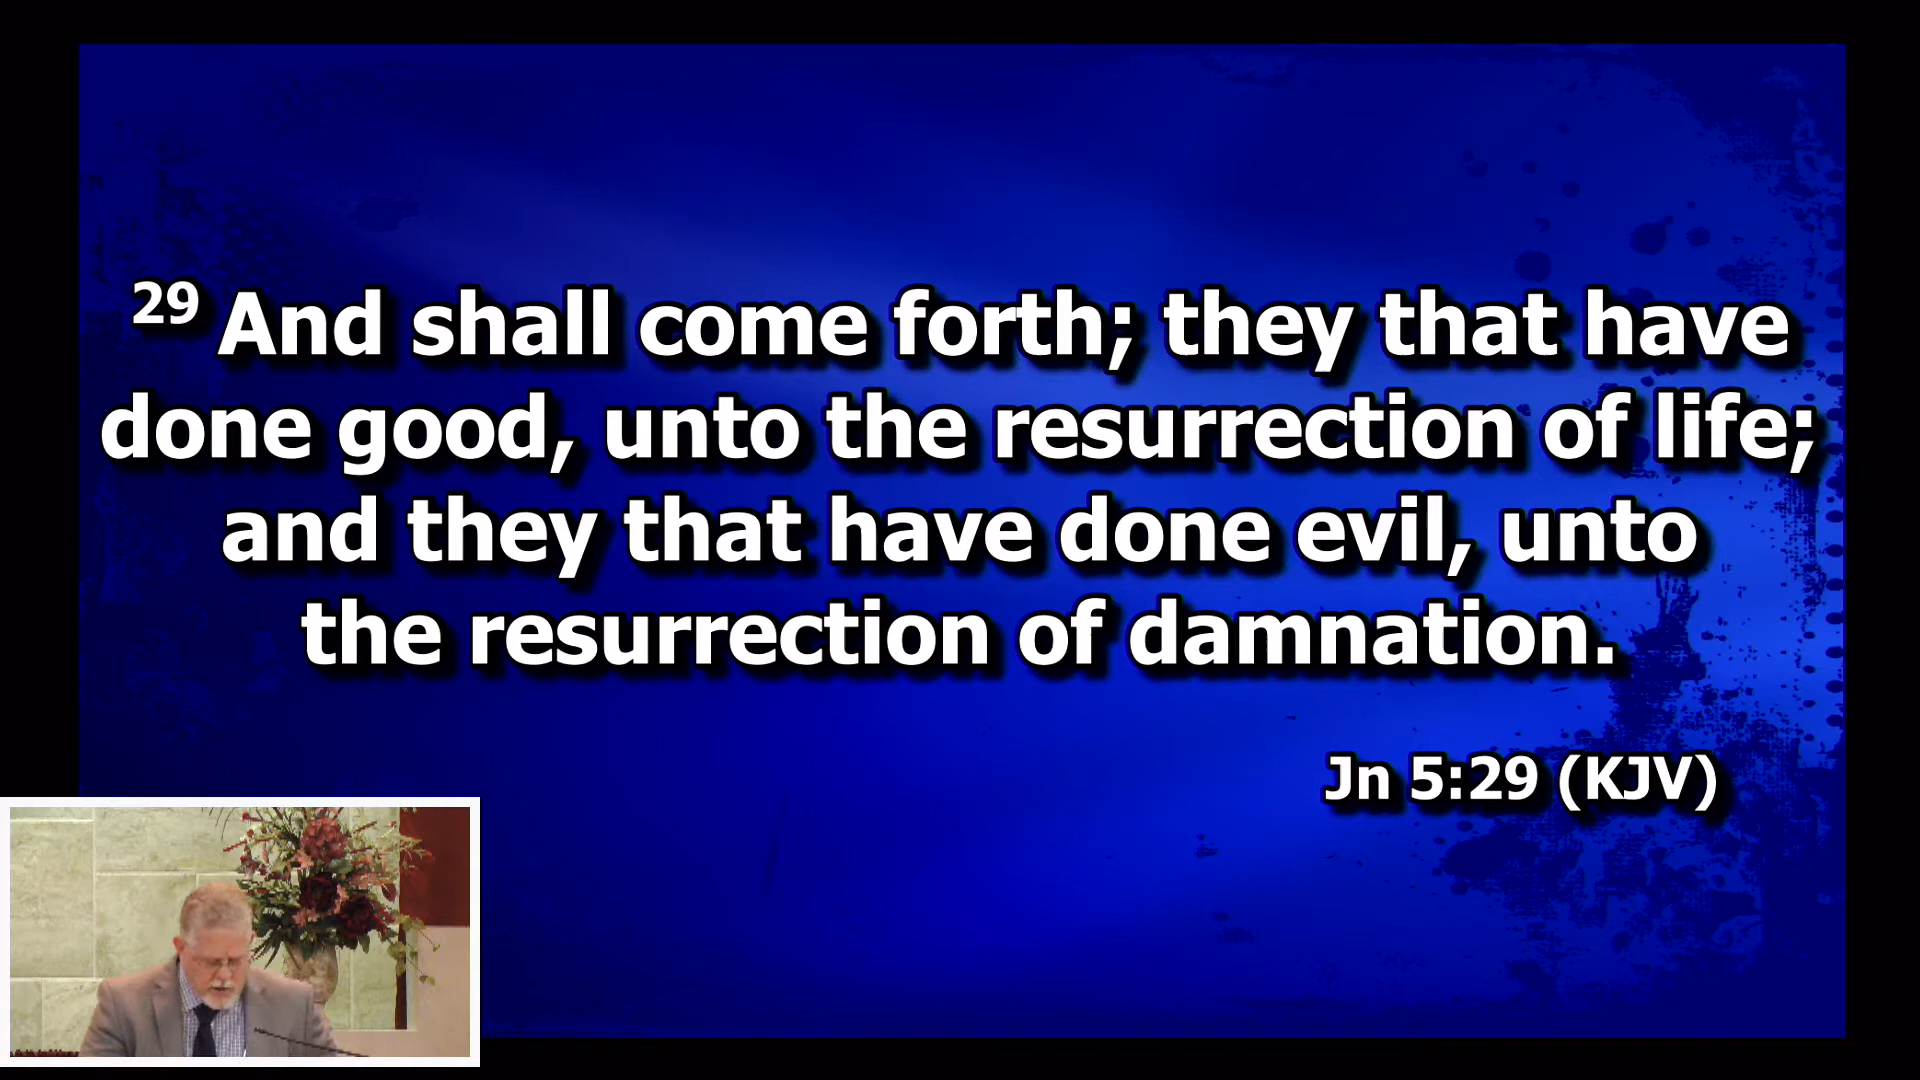 29 And shall come forth; they that have
done good, unto the resurrection of life;
and they that have done evil, unto
the resurrection of damnation.
Jn 5:29 (KJV)